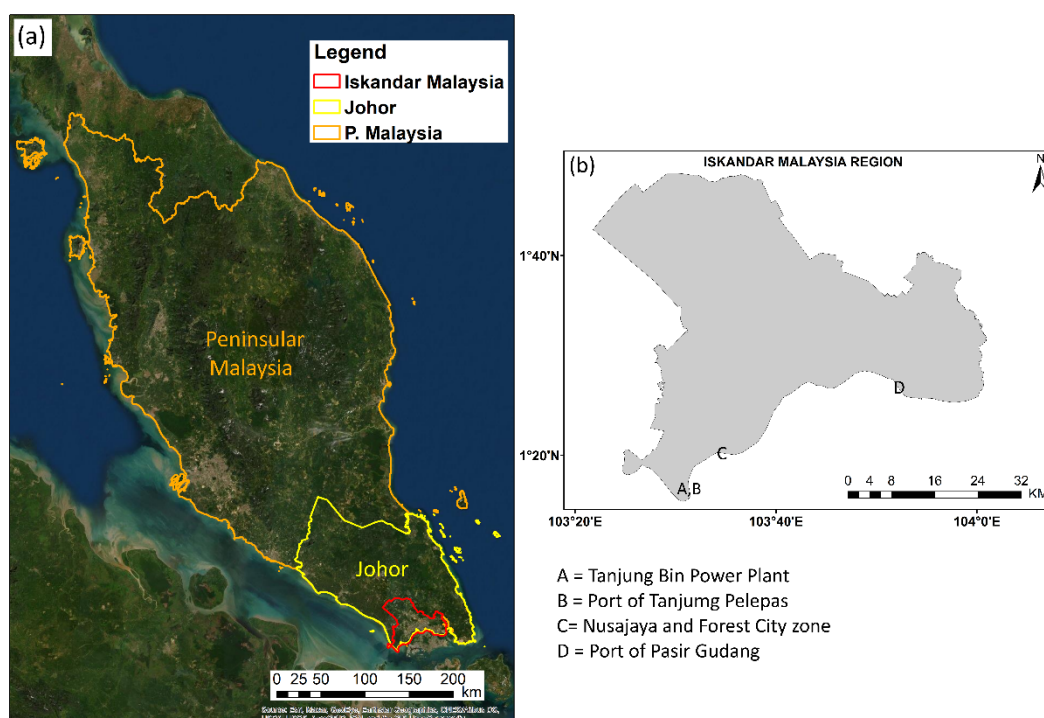 (a)
Legend
Iskandar Malaysia
Johor
P. Malaysia
Peninsular
Malaysia
Johor
0 25 50 100 150 200
km
(b)
ISKANDAR MALAYSIA REGION
N
1°40'N
1°20'N
A,B
C
D
0 4 8 16 24 32
KM
103°20'E 103°40'E 104°0'E
A = Tanjung Bin Power Plant
B = Port of Tanjumg Pelepas
C= Nusajaya and Forest City zone
D = Port of Pasir Gudang